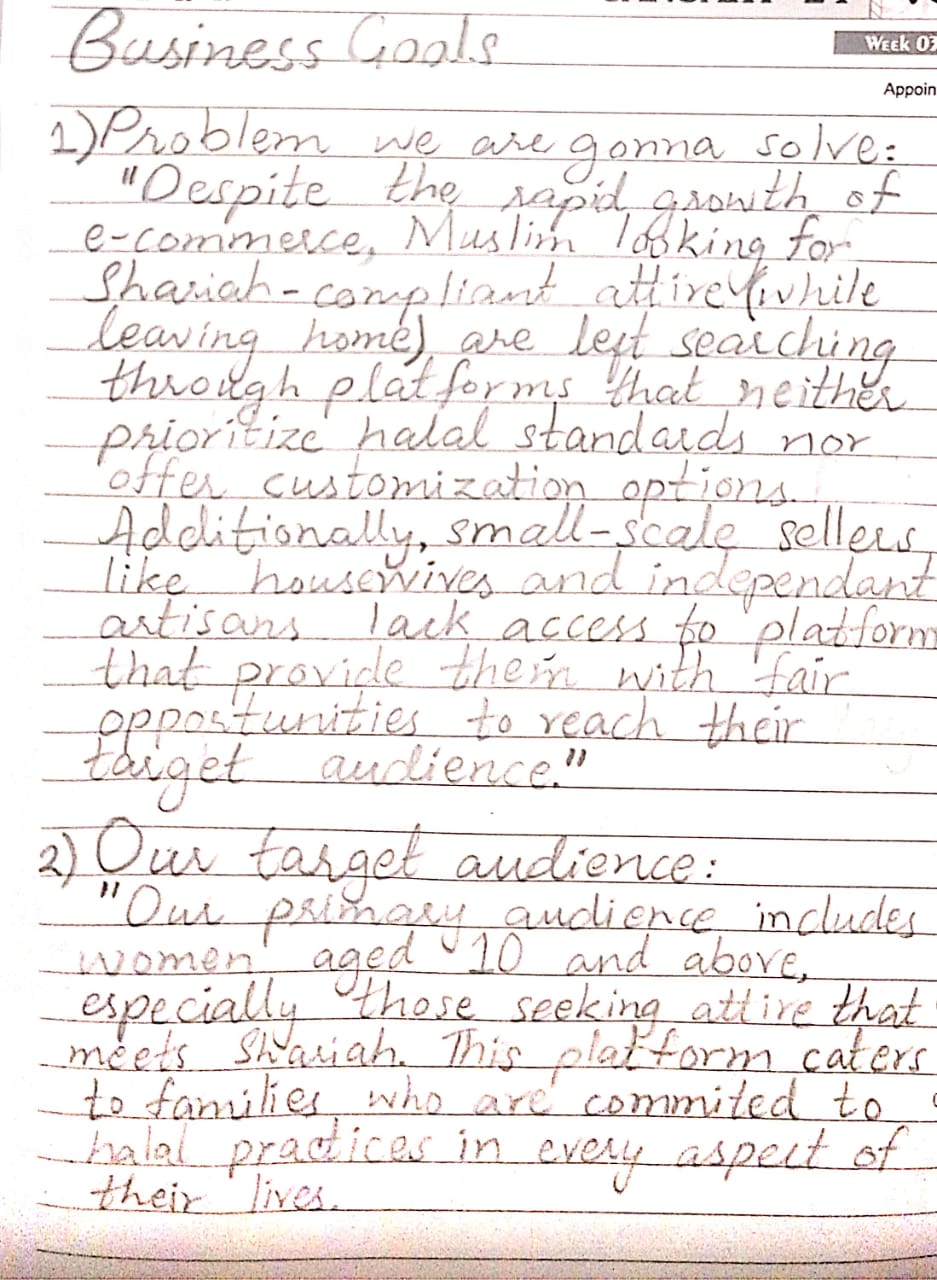 Business Goals
Week 03
Appoin
1) Problem we are gonna solve:
"Despite the rapid growth of
e-commerce, Muslim looking for
Shariah-compliant attire (while
leaving home) are left searching
through platforms that neither
prioritize halal standards nor
offer customization options.
Additionally, small-scale sellers
like housewives and independant
artisans lack access to platform
that provide them with fair
opportunities to reach their
target audience."
2) Our target audience:
"Our primary audience includes
women aged 10 and above,
especially those seeking attire that
meets Shariah. This platform caters
to families who are commited to
halal practices in every aspect of
their lives.